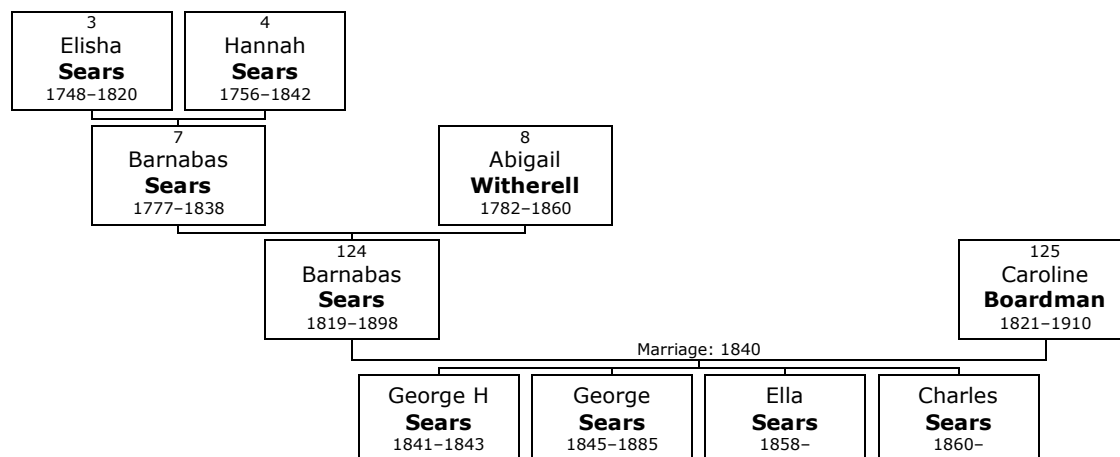 3
Elisha
Sears
1748–1820
4
Hannah
Sears
1756–1842
7
Barnabas
Sears
1777–1838
8
Abigail
Witherell
1782–1860
124
Barnabas
Sears
1819–1898
125
Caroline
Boardman
1821–1910
Marriage: 1840
George H
Sears
1841–1843
George
Sears
1845–1885
Ella
Sears
1858–
Charles
Sears
1860–